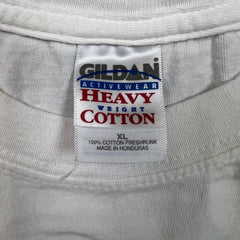 GILDAN
ACTIVEWEAR
HEAVY
WEIGHT
COTTON
XL
100% COTTON PRESHRUNK
MADE IN HONDURAS